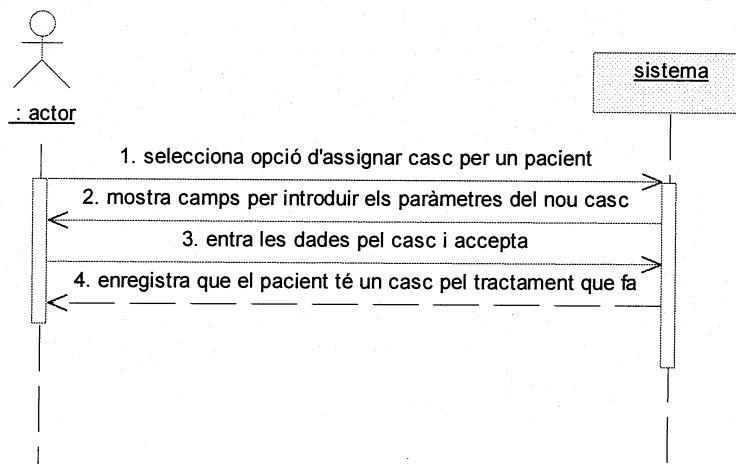 sistema
: actor
1. selecciona opció d'assignar casc per un pacient
2. mostra camps per introduir els paràmetres del nou casc
3. entra les dades pel casc i accepta
4. enregistra que el pacient té un casc pel tractament que fa